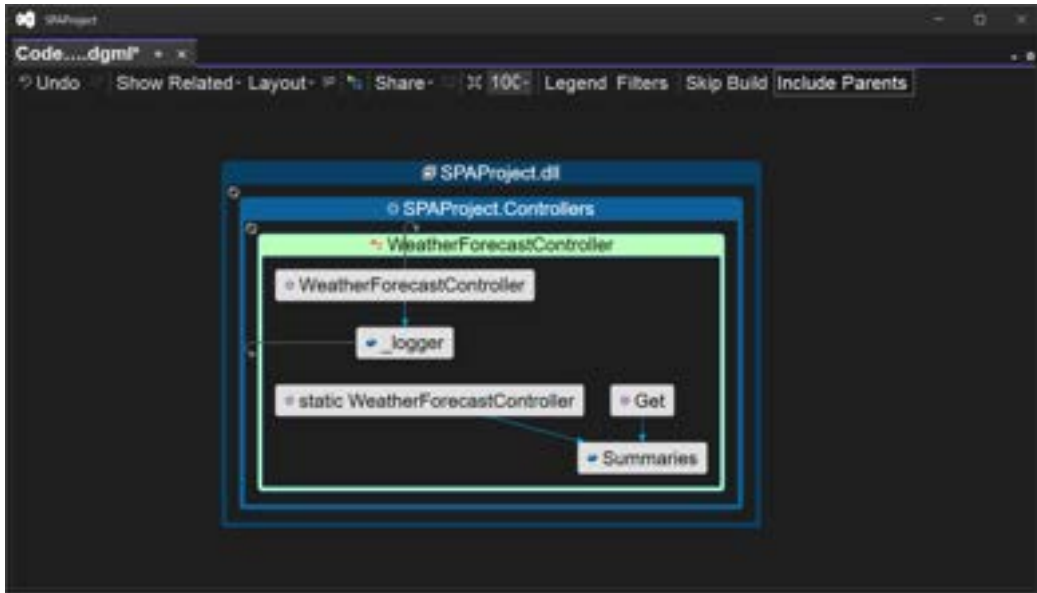 SPAProject
Code....dgml*
Undo Show Related Layout Share 100 Legend Filters Skip Build Include Parents
SPAProject.dll
SPAProject.Controllers
WeatherForecastController
WeatherForecastController
_logger
static WeatherForecastController
Get
Summaries